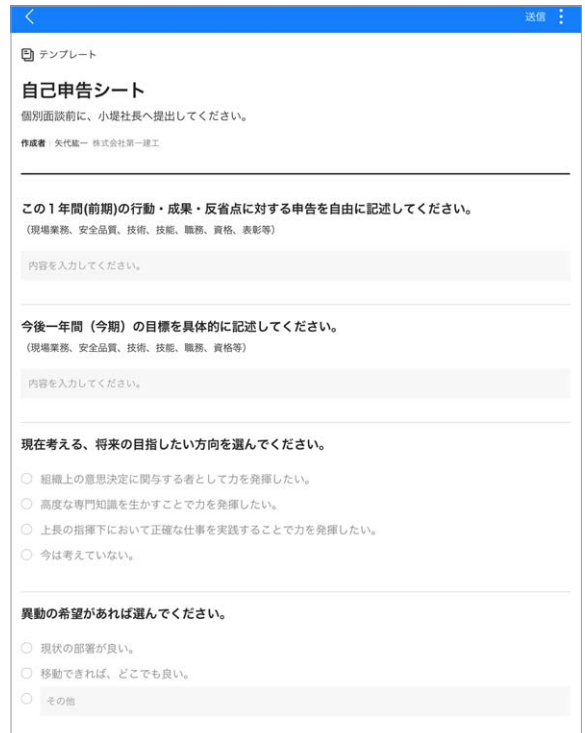 送信
テンプレート
自己申告シート
個別面談前に、小堤社長へ提出してください。
作成者 矢代紘一 株式会社第一建工
この1年間(前期)の行動・成果・反省点に対する申告を自由に記述してください。
（現場業務、安全品質、技術、技能、職務、資格、表彰等）
内容を入力してください。
今後一年間（今期）の目標を具体的に記述してください。
（現場業務、安全品質、技術、技能、職務、資格等）
内容を入力してください。
現在考える、将来の目指したい方向を選んでください。
組織上の意思決定に関与する者として力を発揮したい。
高度な専門知識を生かすことで力を発揮したい。
上長の指揮下において正確な仕事を実践することで力を発揮したい。
今は考えていない。
異動の希望があれば選んでください。
現状の部署が良い。
移動できれば、どこでも良い。
その他